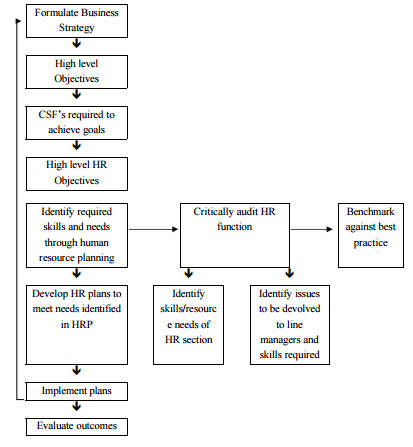 Formulate Business
Strategy
High level
Objectives
CSF's required to
achieve goals
High level HR
Objectives
Identify required
skills and needs
through human
resource planning
Critically audit HR
function
Benchmark
against best
practice
Develop HR plans to
meet needs identified
in HRP
Identify
skills/resourc
e needs of
HR section
Identify issues
to be devolved
to line
managers and
skills required
Implement plans
Evaluate outcomes